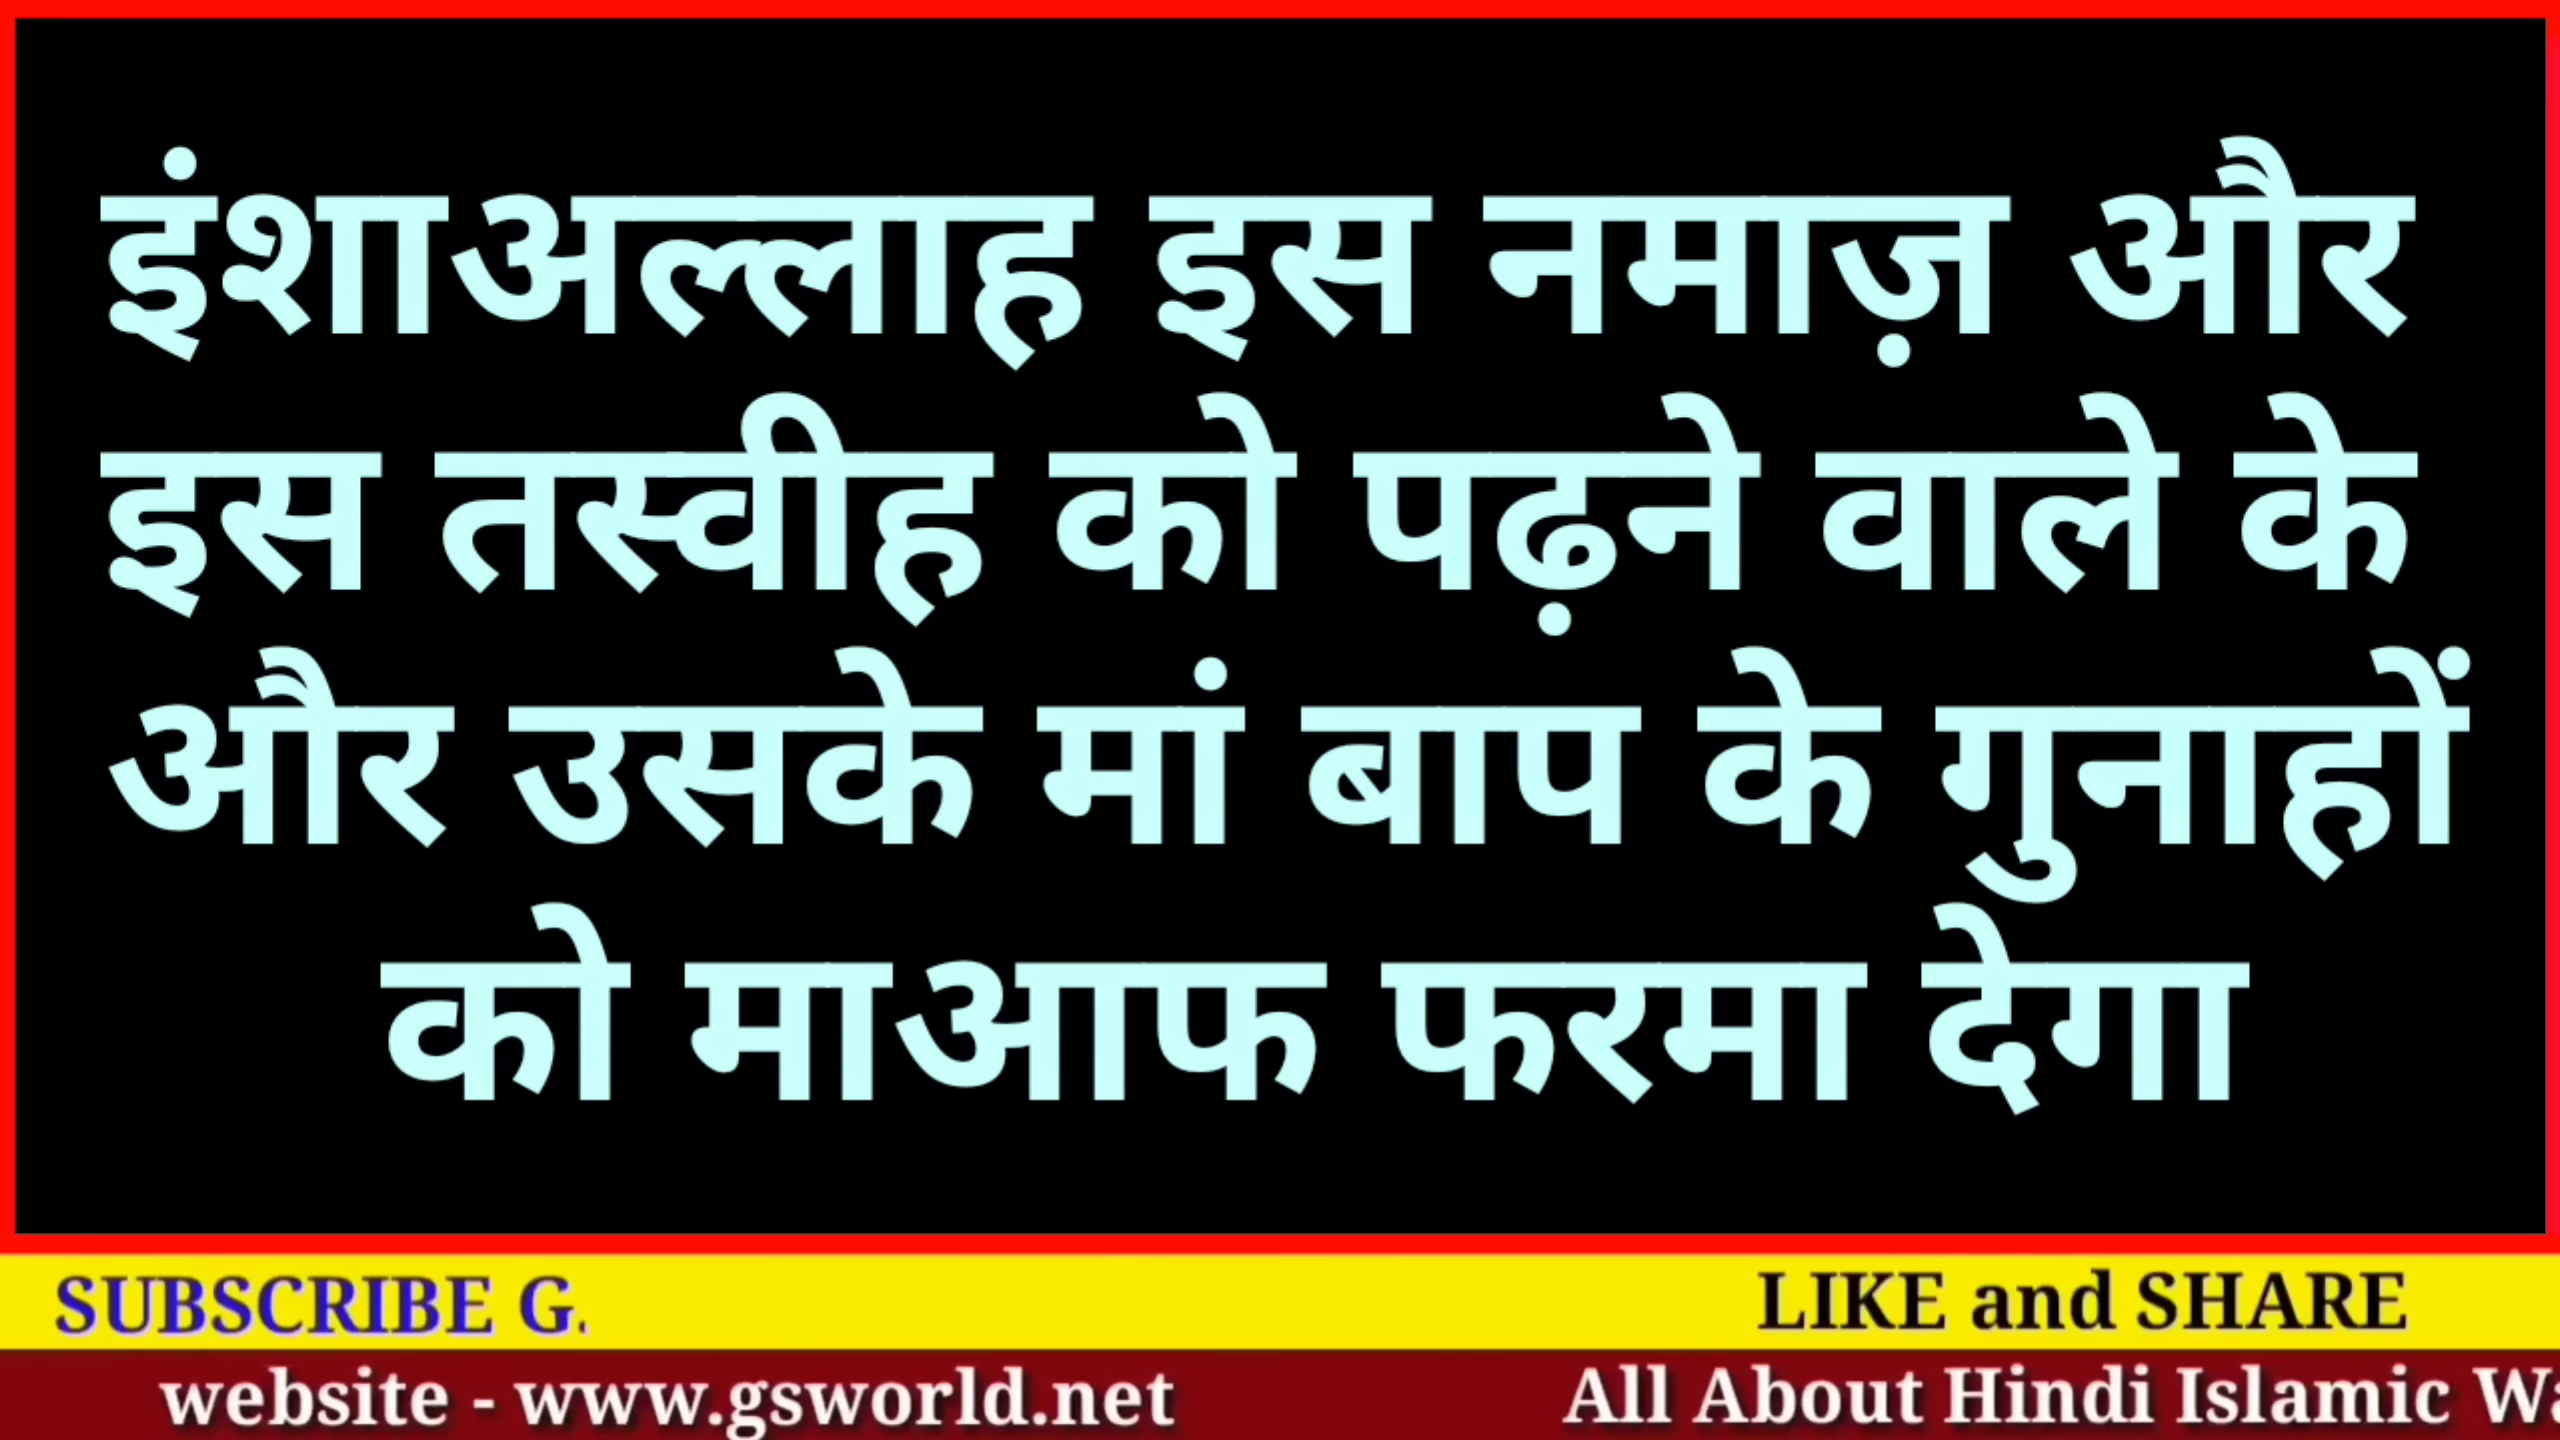 इंशाअल्लाह इस नमाज़ और
इस तस्वीह को पढ़ने वाले के
और उसके मां बाप के गुनाहों
को माआफ फरमा देगा
SUBSCRIBE G.
LIKE and SHARE
website - www.gsworld.net
All About Hindi Islamic